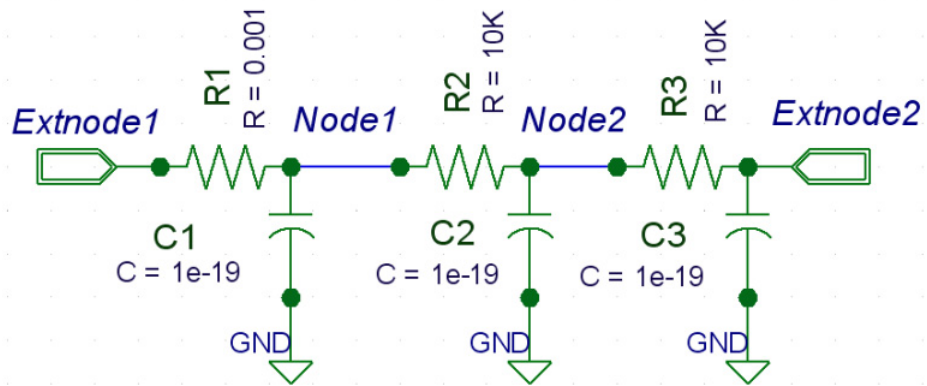 R1
R = 0.001
R2
R = 10K
R3
R = 10K
Extnode1
Node1
Node2
Extnode2
C1
C = 1e-19
C2
C = 1e-19
C3
C = 1e-19
GND
GND
GND